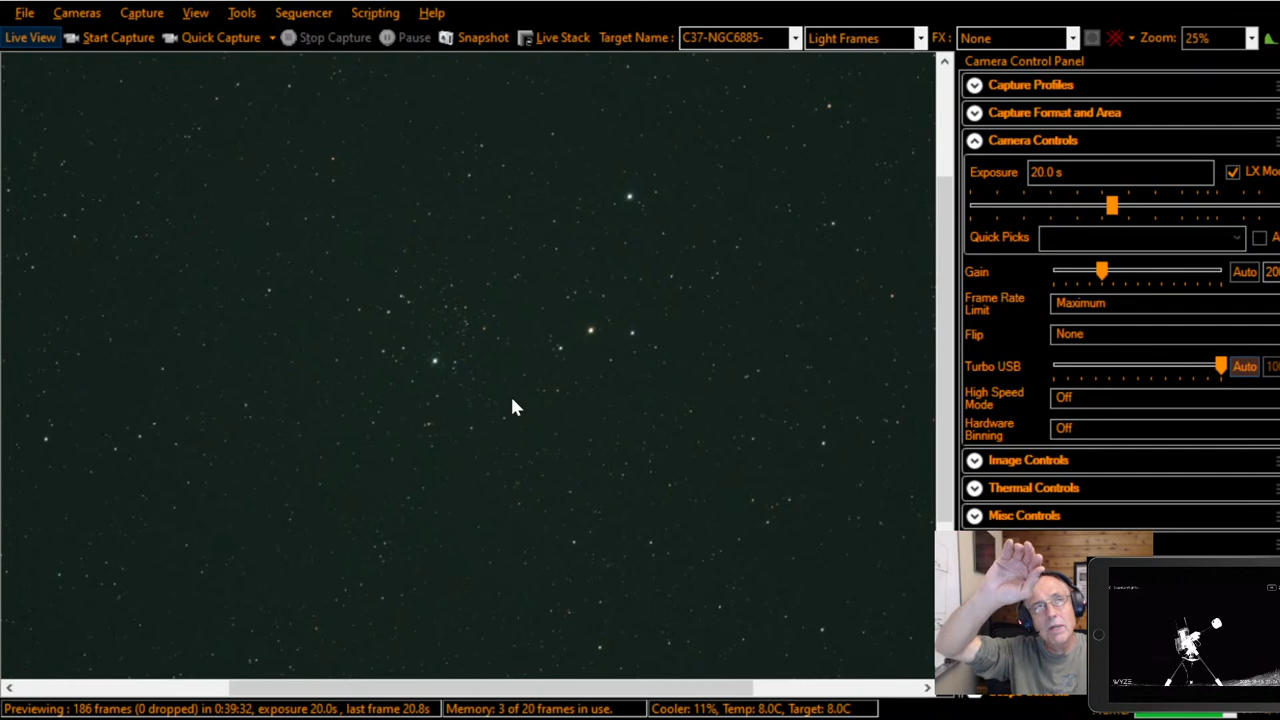 File Cameras Capture View Tools Sequencer Scripting Help
Live View Start Capture Quick Capture Stop Capture Pause Snapshot Live Stack Target Name : C37-NGC6885- Light Frames FX : None Zoom: 25%
Camera Control Panel
Capture Profiles
Capture Format and Area
Camera Controls
Exposure 20.0 s LX Mo
Quick Picks A
Gain Auto 20
Frame Rate
Limit Maximum
Flip None
Turbo USB Auto 10
High Speed
Mode Off
Hardware
Binning Off
Image Controls
Thermal Controls
Misc Controls
WYZE
Previewing : 186 frames (0 dropped) in 0:39:32, exposure 20.0s , last frame 20.8s Memory: 3 of 20 frames in use. Cooler: 11%, Temp: 8.0C, Target: 8.0C